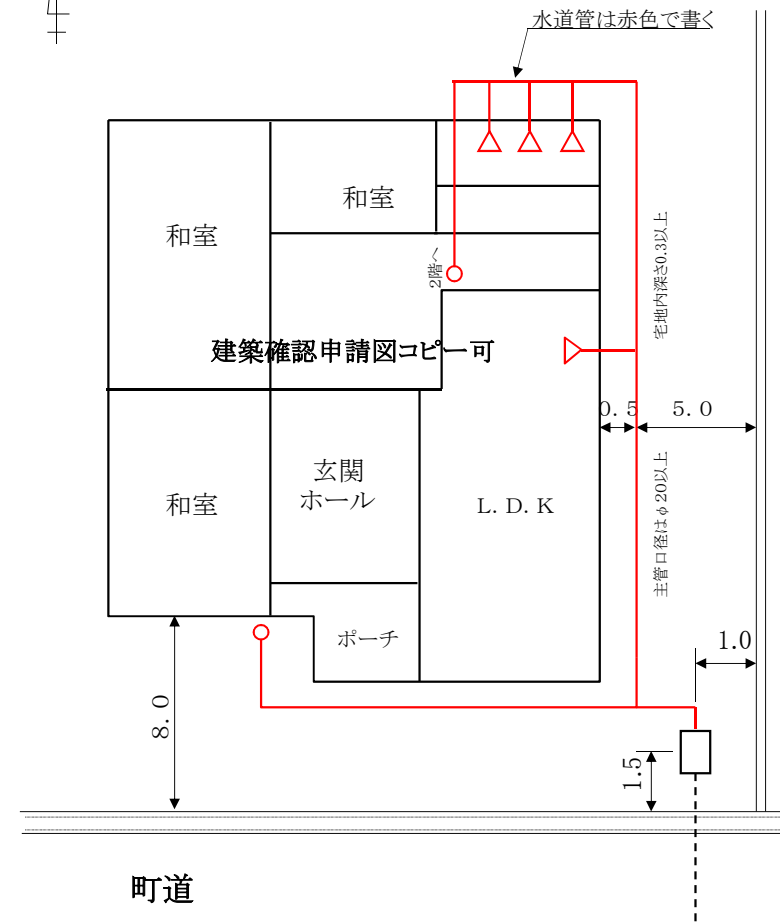 水道管は赤色で書く
和室
和室
2階へ
宅地内深さ0.3以上
建築確認申請図コピー可
0.5
5.0
玄関
ホール
和室
L.D.K
主管口径はφ20以上
ポーチ
1.0
8.0
1.5
町道